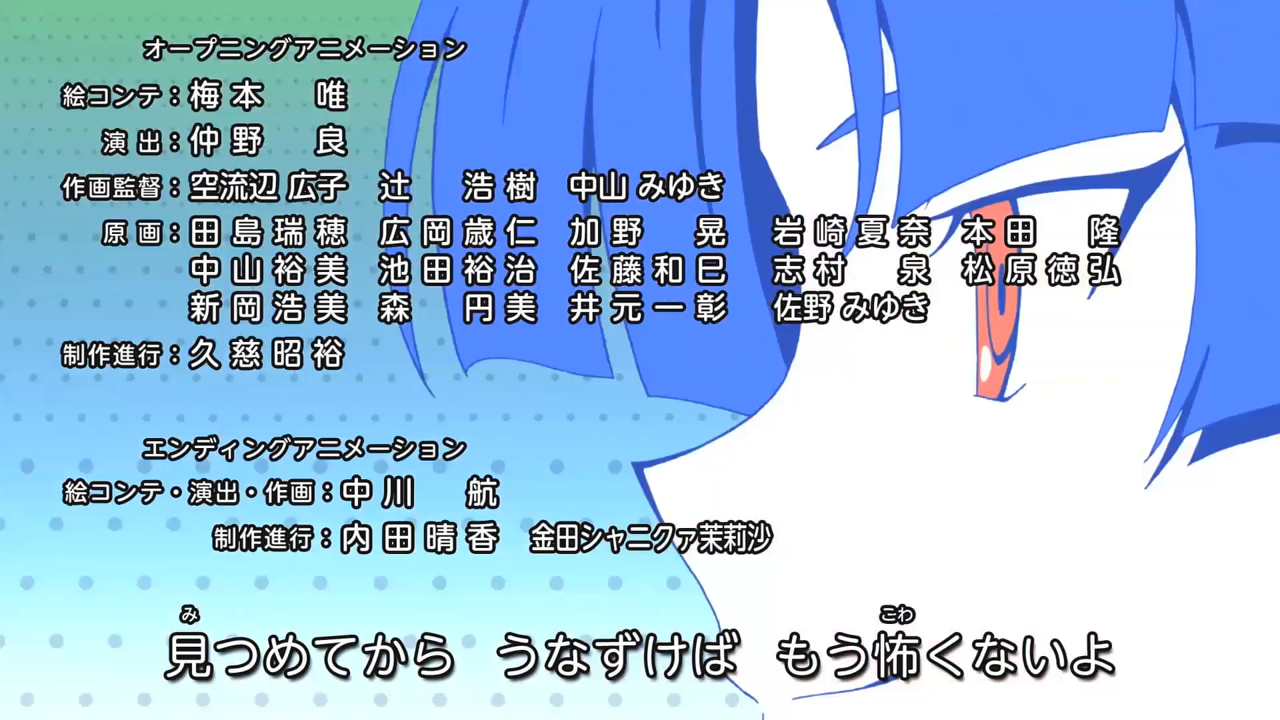 オープニングアニメーション
絵コンテ：梅本 唯
演出：仲野 良
作画監督：空流辺 広子 辻 浩樹 中山 みゆき
原画：田島瑞穂 広岡歳仁 加野 晃 岩崎夏奈 本田 隆
中山裕美 池田裕治 佐藤和巳 志村 泉 松原徳弘
新岡浩美 森 円美 井元一彰 佐野 みゆき
制作進行：久慈昭裕
エンディングアニメーション
絵コンテ・演出・作画：中川 航
制作進行：内田晴香 金田シャニクァ茉莉沙
み こわ
見つめてから うなずけば もう怖くないよ